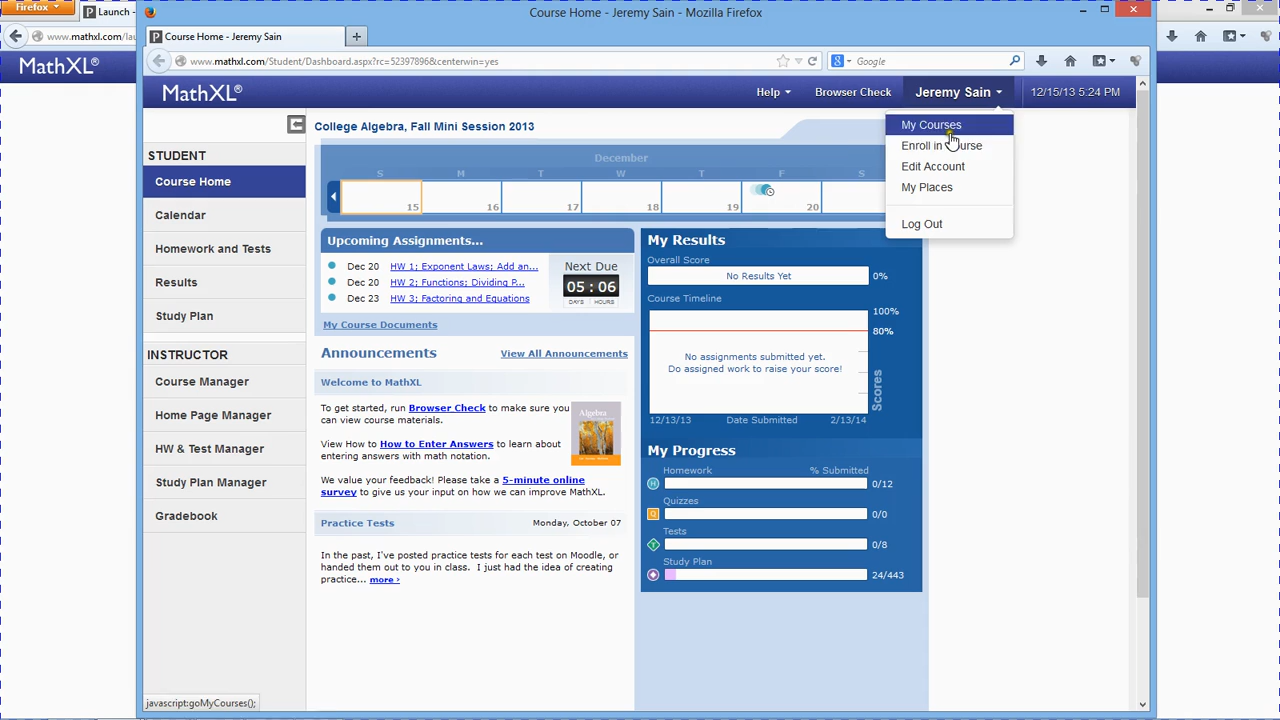 Firefox
Launch -
www.mathxl.com/lau
MathXL®
Course Home - Jeremy Sain - Mozilla Firefox
Course Home - Jeremy Sain
www.mathxl.com/Student/Dashboard.aspx?rc=52397896&centerwin=yes
Google
MathXL®
Help
Browser Check
Jeremy Sain
12/15/13 5:24 PM
My Courses
Enroll in Course
Edit Account
My Places
Log Out
STUDENT
Course Home
Calendar
Homework and Tests
Results
Study Plan
INSTRUCTOR
Course Manager
Home Page Manager
HW & Test Manager
Study Plan Manager
Gradebook
College Algebra, Fall Mini Session 2013
December
S M T W T F S
15 16 17 18 19 20
Upcoming Assignments...
Dec 20 HW 1; Exponent Laws; Add an...
Dec 20 HW 2; Functions; Dividing P...
Dec 23 HW 3; Factoring and Equations
Next Due
05 : 06
DAYS HOURS
My Course Documents
Announcements
View All Announcements
Welcome to MathXL
To get started, run Browser Check to make sure you
can view course materials.
View How to How to Enter Answers to learn about
entering answers with math notation.
We value your feedback! Please take a 5-minute online
survey to give us your input on how we can improve MathXL.
Algebra
Practice Tests
Monday, October 07
In the past, I've posted practice tests for each test on Moodle, or
handed them out to you in class. I just had the idea of creating
practice... more ›
My Results
Overall Score
No Results Yet 0%
Course Timeline
100%
80%
No assignments submitted yet.
Do assigned work to raise your score!
Scores
12/13/13 Date Submitted 2/13/14
My Progress
Homework % Submitted
H 0/12
Quizzes
Q 0/0
Tests
T 0/8
Study Plan
24/443
javascript:goMyCourses();